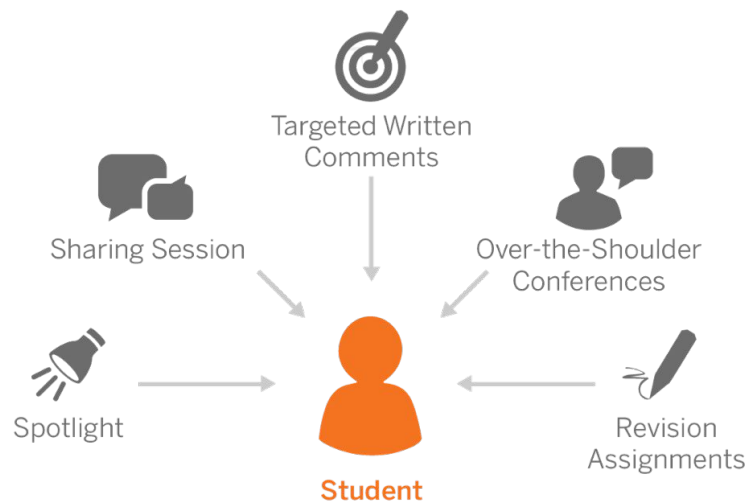 Targeted Written
Comments
Sharing Session
Over-the-Shoulder
Conferences
Spotlight
Revision
Assignments
Student